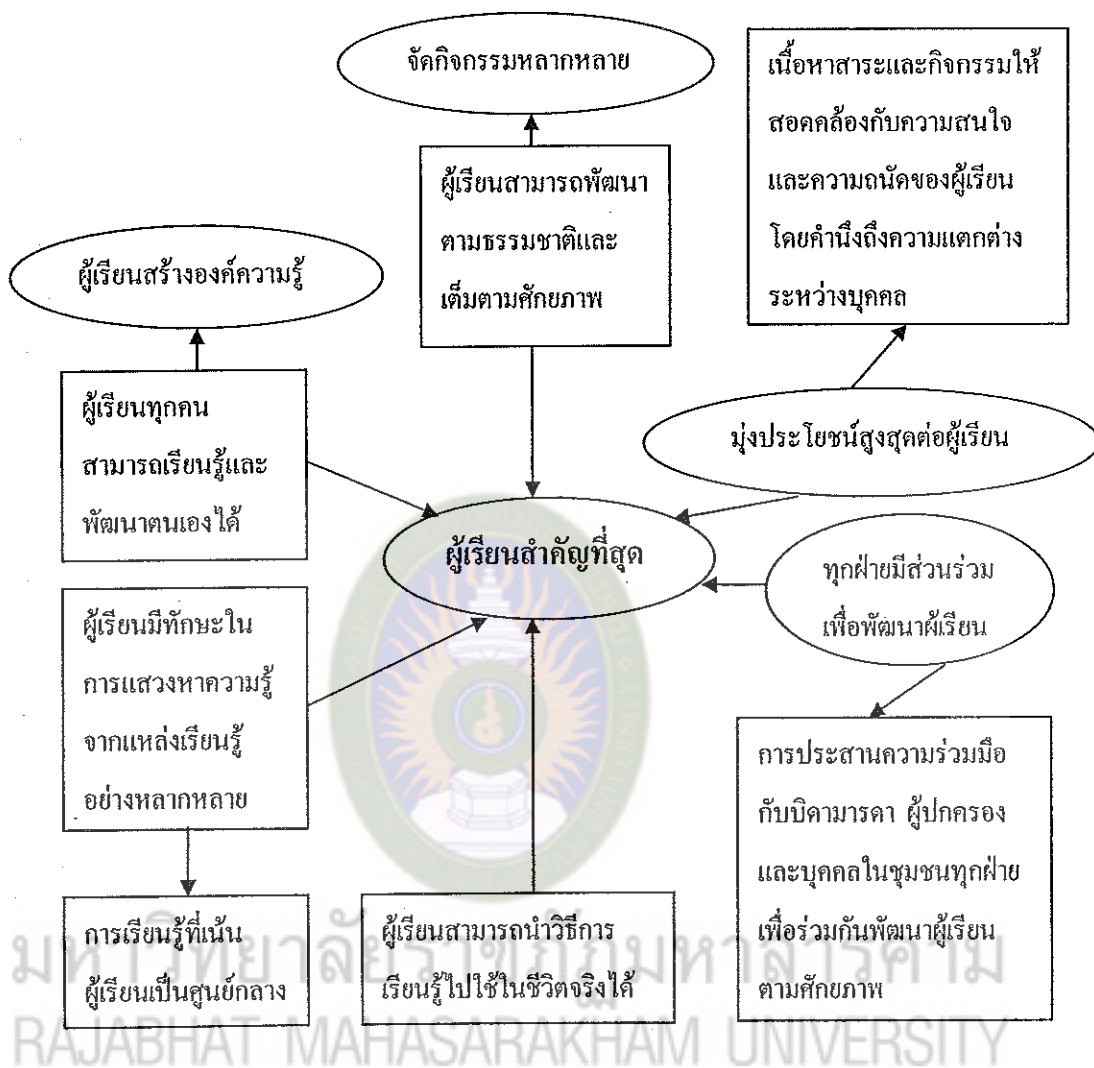 จัดกิจกรรมหลากหลาย
เนื้อหาสาระและกิจกรรมให้
สอดคล้องกับความสนใจ
และความถนัดของผู้เรียน
โดยคำนึงถึงความแตกต่าง
ระหว่างบุคคล
ผู้เรียนสามารถพัฒนา
ตามธรรมชาติและ
เต็มตามศักยภาพ
ผู้เรียนสร้างองค์ความรู้
ผู้เรียนทุกคน
สามารถเรียนรู้และ
พัฒนาตนเองได้
มุ่งประโยชน์สูงสุดต่อผู้เรียน
ผู้เรียนสำคัญที่สุด
ทุกฝ่ายมีส่วนร่วม
เพื่อพัฒนาผู้เรียน
ผู้เรียนมีทักษะใน
การแสวงหาความรู้
จากแหล่งเรียนรู้
อย่างหลากหลาย
การประสานความร่วมมือ
กับบิดามารดา ผู้ปกครอง
และบุคคลในชุมชนทุกฝ่าย
เพื่อร่วมกันพัฒนาผู้เรียน
ตามศักยภาพ
การเรียนรู้ที่เน้น
ผู้เรียนเป็นศูนย์กลาง
ผู้เรียนสามารถนำวิธีการ
เรียนรู้ไปใช้ในชีวิตจริงได้
มหาวิทยาลัยราชภัฏมหาสารคาม
RAJABHAT MAHASARAKHAM UNIVERSITY